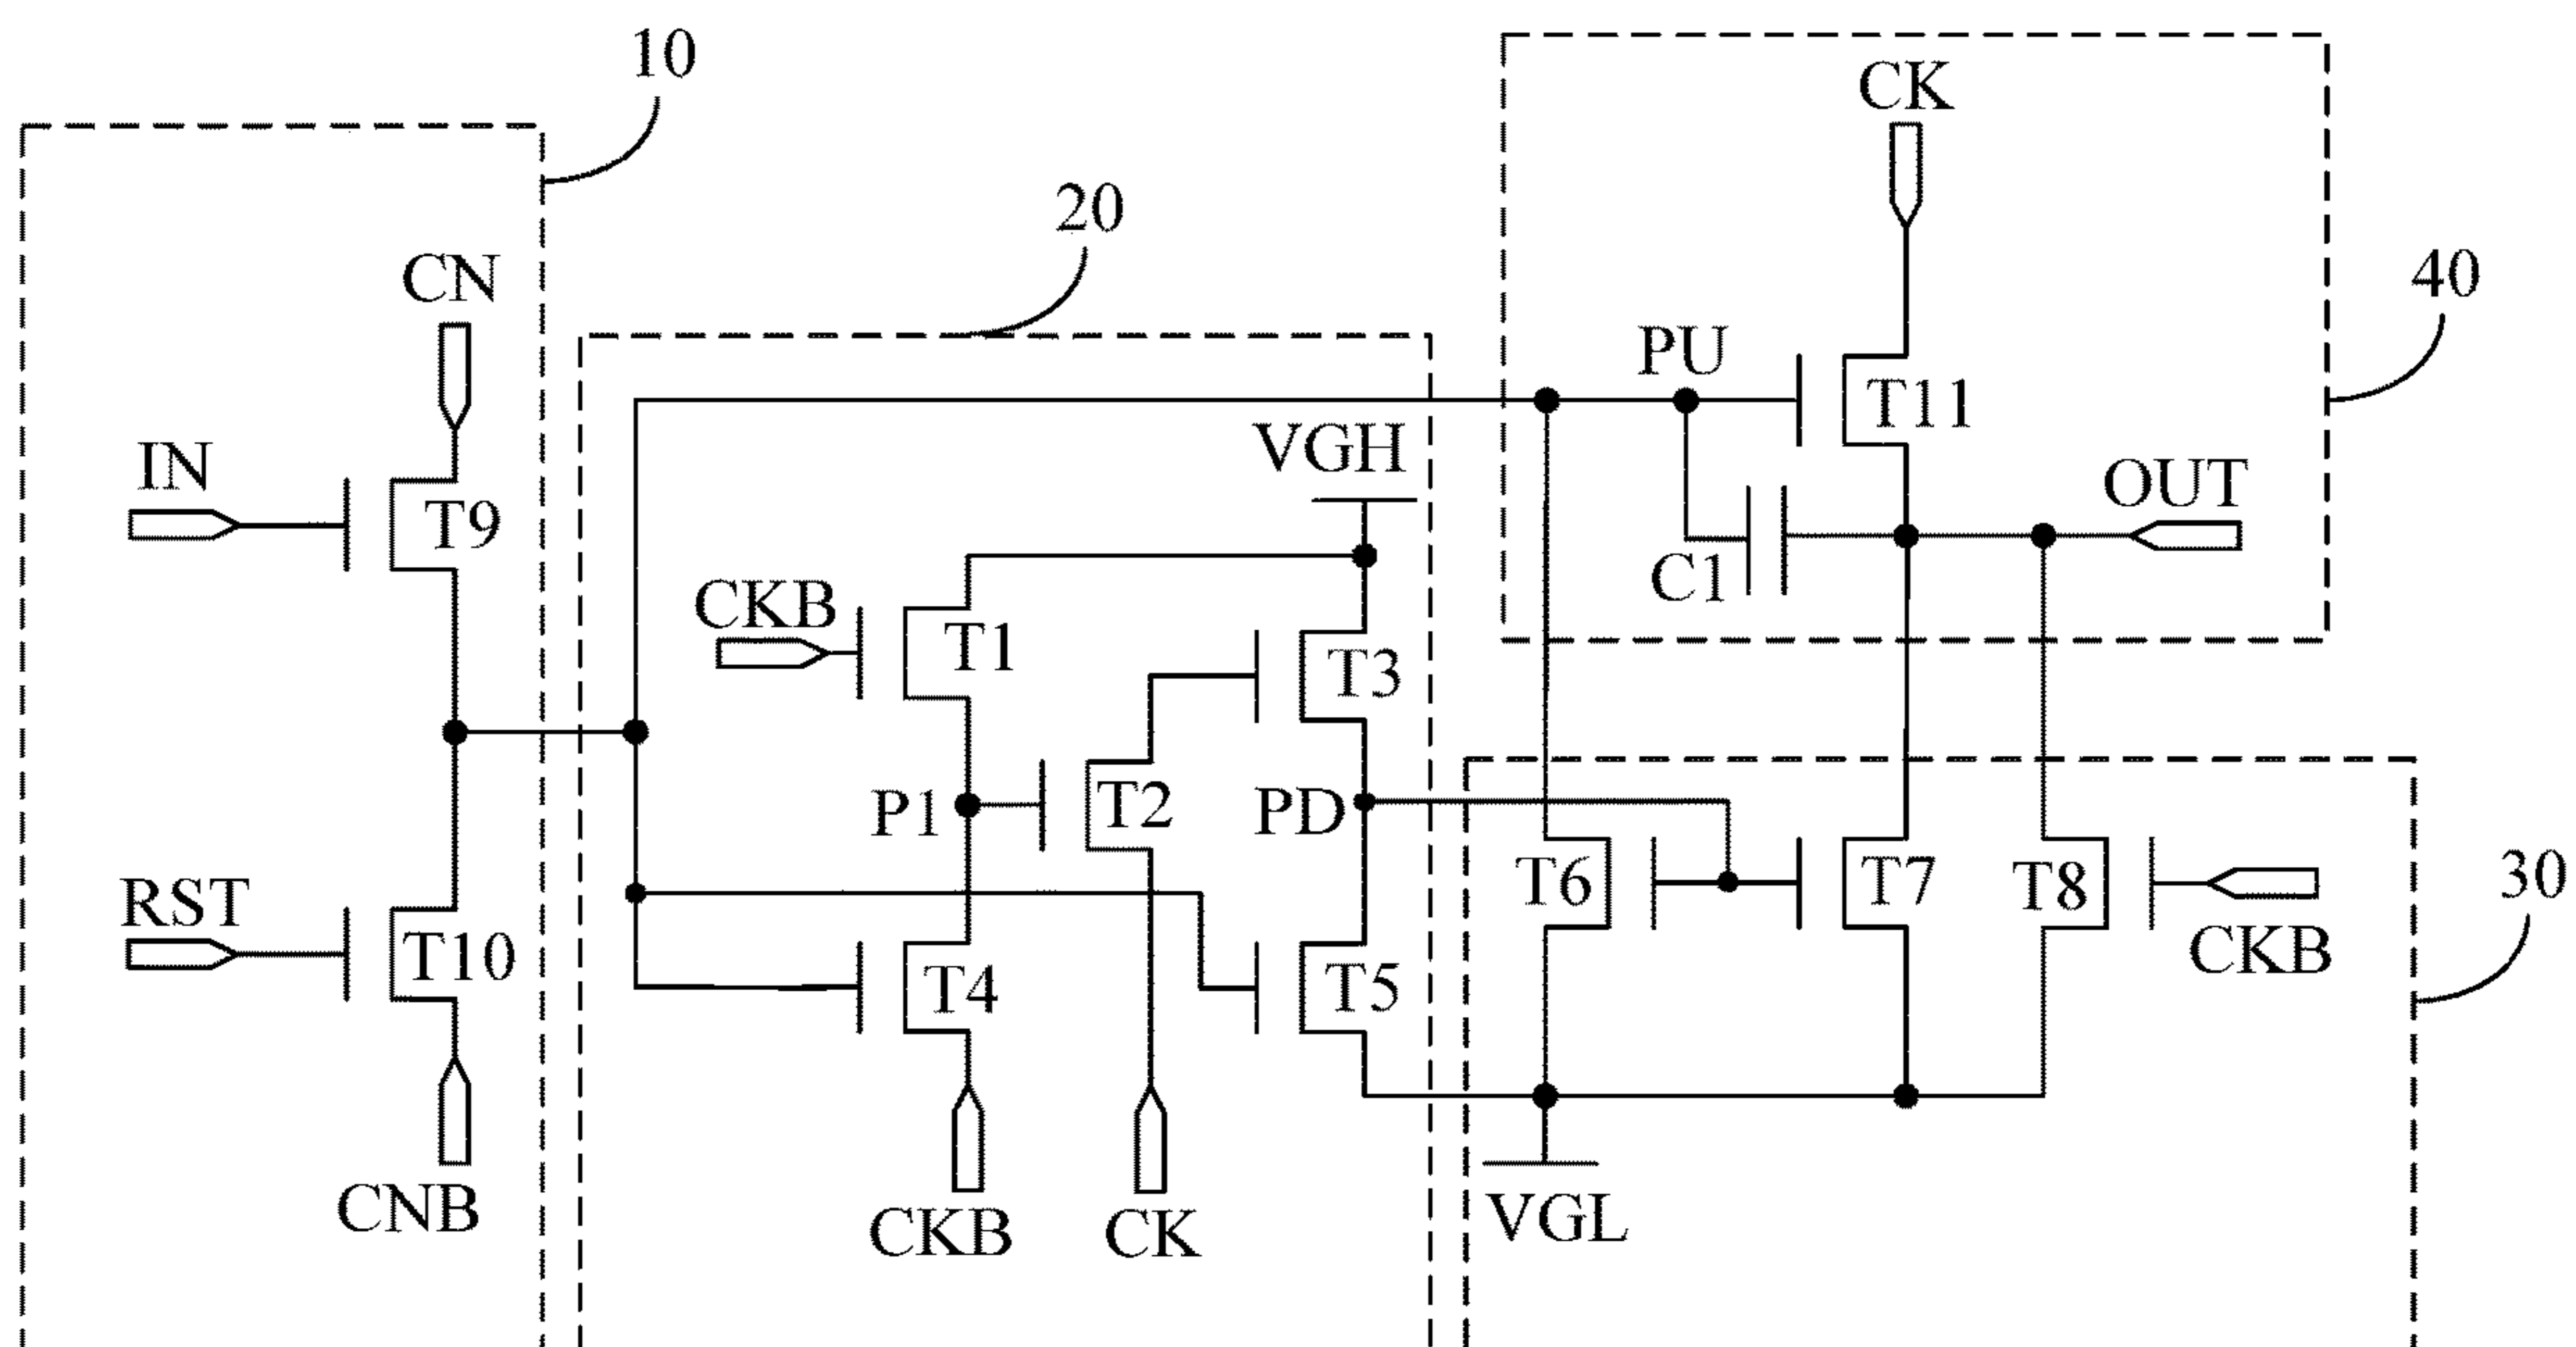 10
CK
20
CN
40
PU
T11
VGH
IN
OUT
T9
C1
CKB
T1
T3
P1
T2
PD
T6
T7
T8
30
RST
T10
T4
T5
CKB
CNB
CKB
CK
VGL